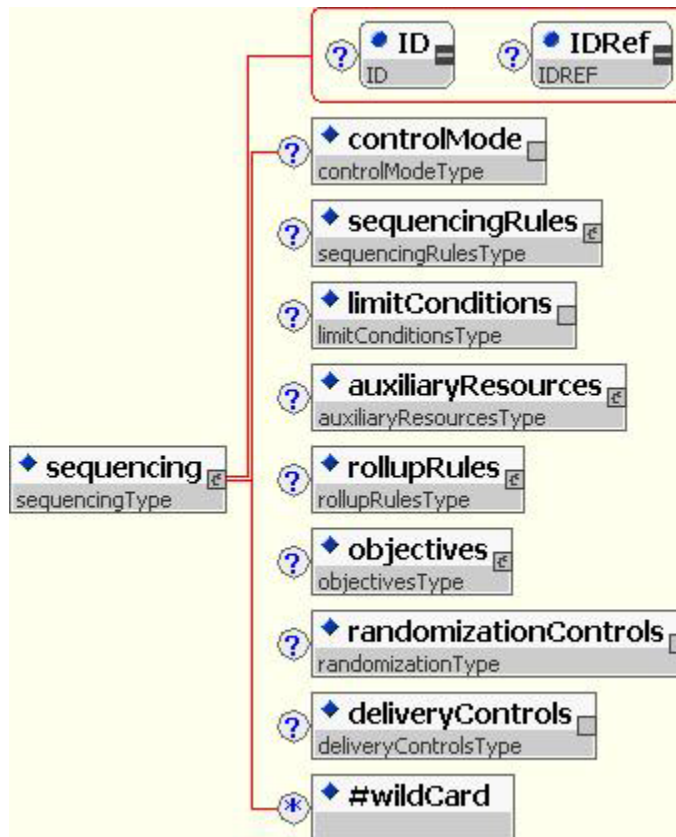 ? ID ? IDRef
ID IDREF
? controlMode
controlModeType
? sequencingRules
sequencingRulesType
? limitConditions
limitConditionsType
? auxiliaryResources
auxiliaryResourcesType
sequencing
sequencingType
? rollupRules
rollupRulesType
? objectives
objectivesType
? randomizationControls
randomizationType
? deliveryControls
deliveryControlsType
* #wildCard